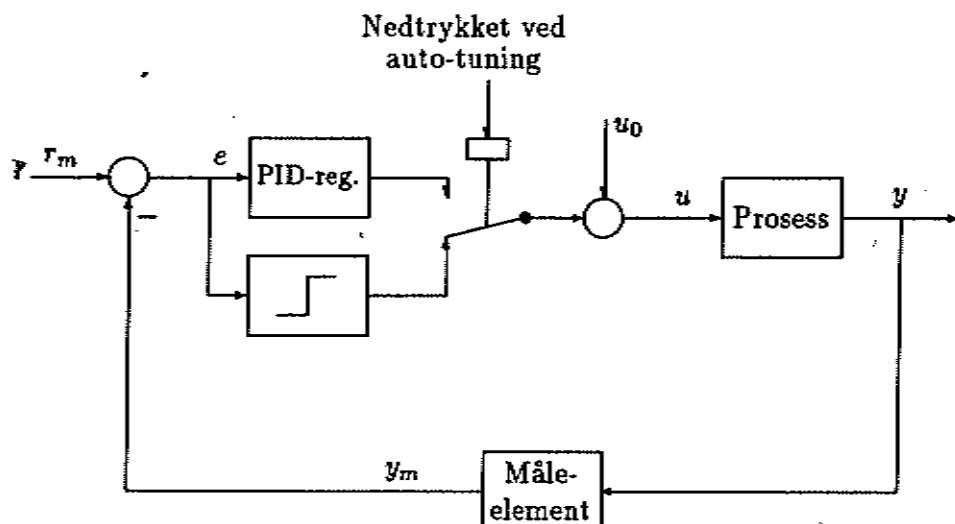 Nedtrykket ved
auto-tuning
r_m
e
PID-reg.
u_0
u
Prosess
y
−
y_m
Måle-
element